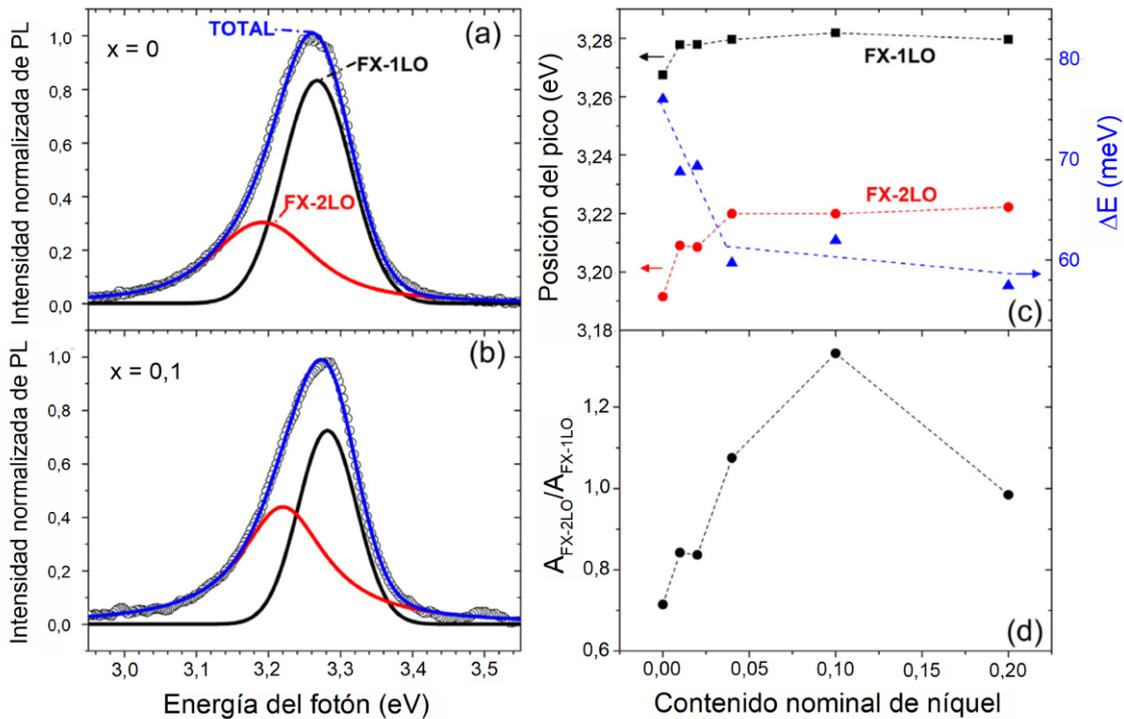 (a)
x = 0
TOTAL
FX-1LO
FX-2LO
Intensidad normalizada de PL
1,0
0,8
0,6
0,4
0,2
0,0
(b)
x = 0,1
Intensidad normalizada de PL
1,0
0,8
0,6
0,4
0,2
0,0
3,0
3,1
3,2
3,3
3,4
3,5
Energía del fotón (eV)
Posición del pico (eV)
3,28
3,26
3,24
3,22
3,20
3,18
FX-1LO
FX-2LO
80
70
60
ΔE (meV)
(c)
A_FX-2LO/A_FX-1LO
1,2
1,0
0,8
0,6
(d)
0,00
0,05
0,10
0,15
0,20
Contenido nominal de níquel